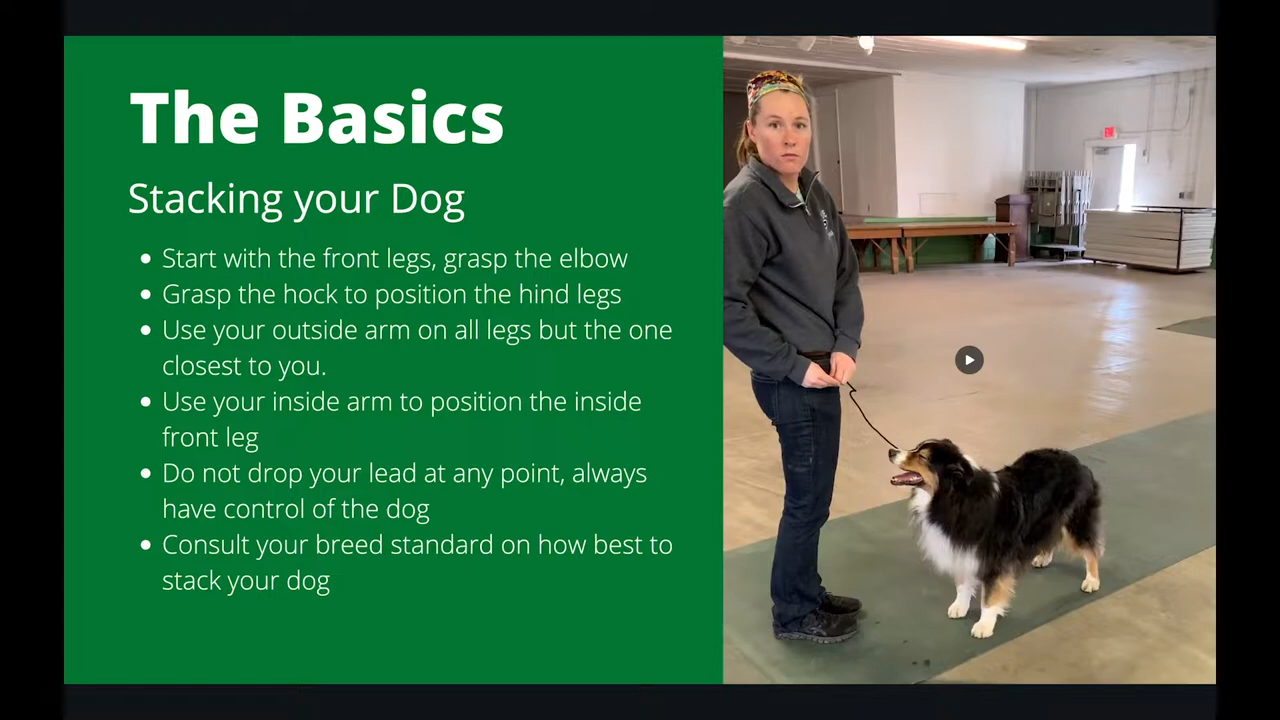 The Basics
Stacking your Dog
• Start with the front legs, grasp the elbow
• Grasp the hock to position the hind legs
• Use your outside arm on all legs but the one
closest to you.
• Use your inside arm to position the inside
front leg
• Do not drop your lead at any point, always
have control of the dog
• Consult your breed standard on how best to
stack your dog